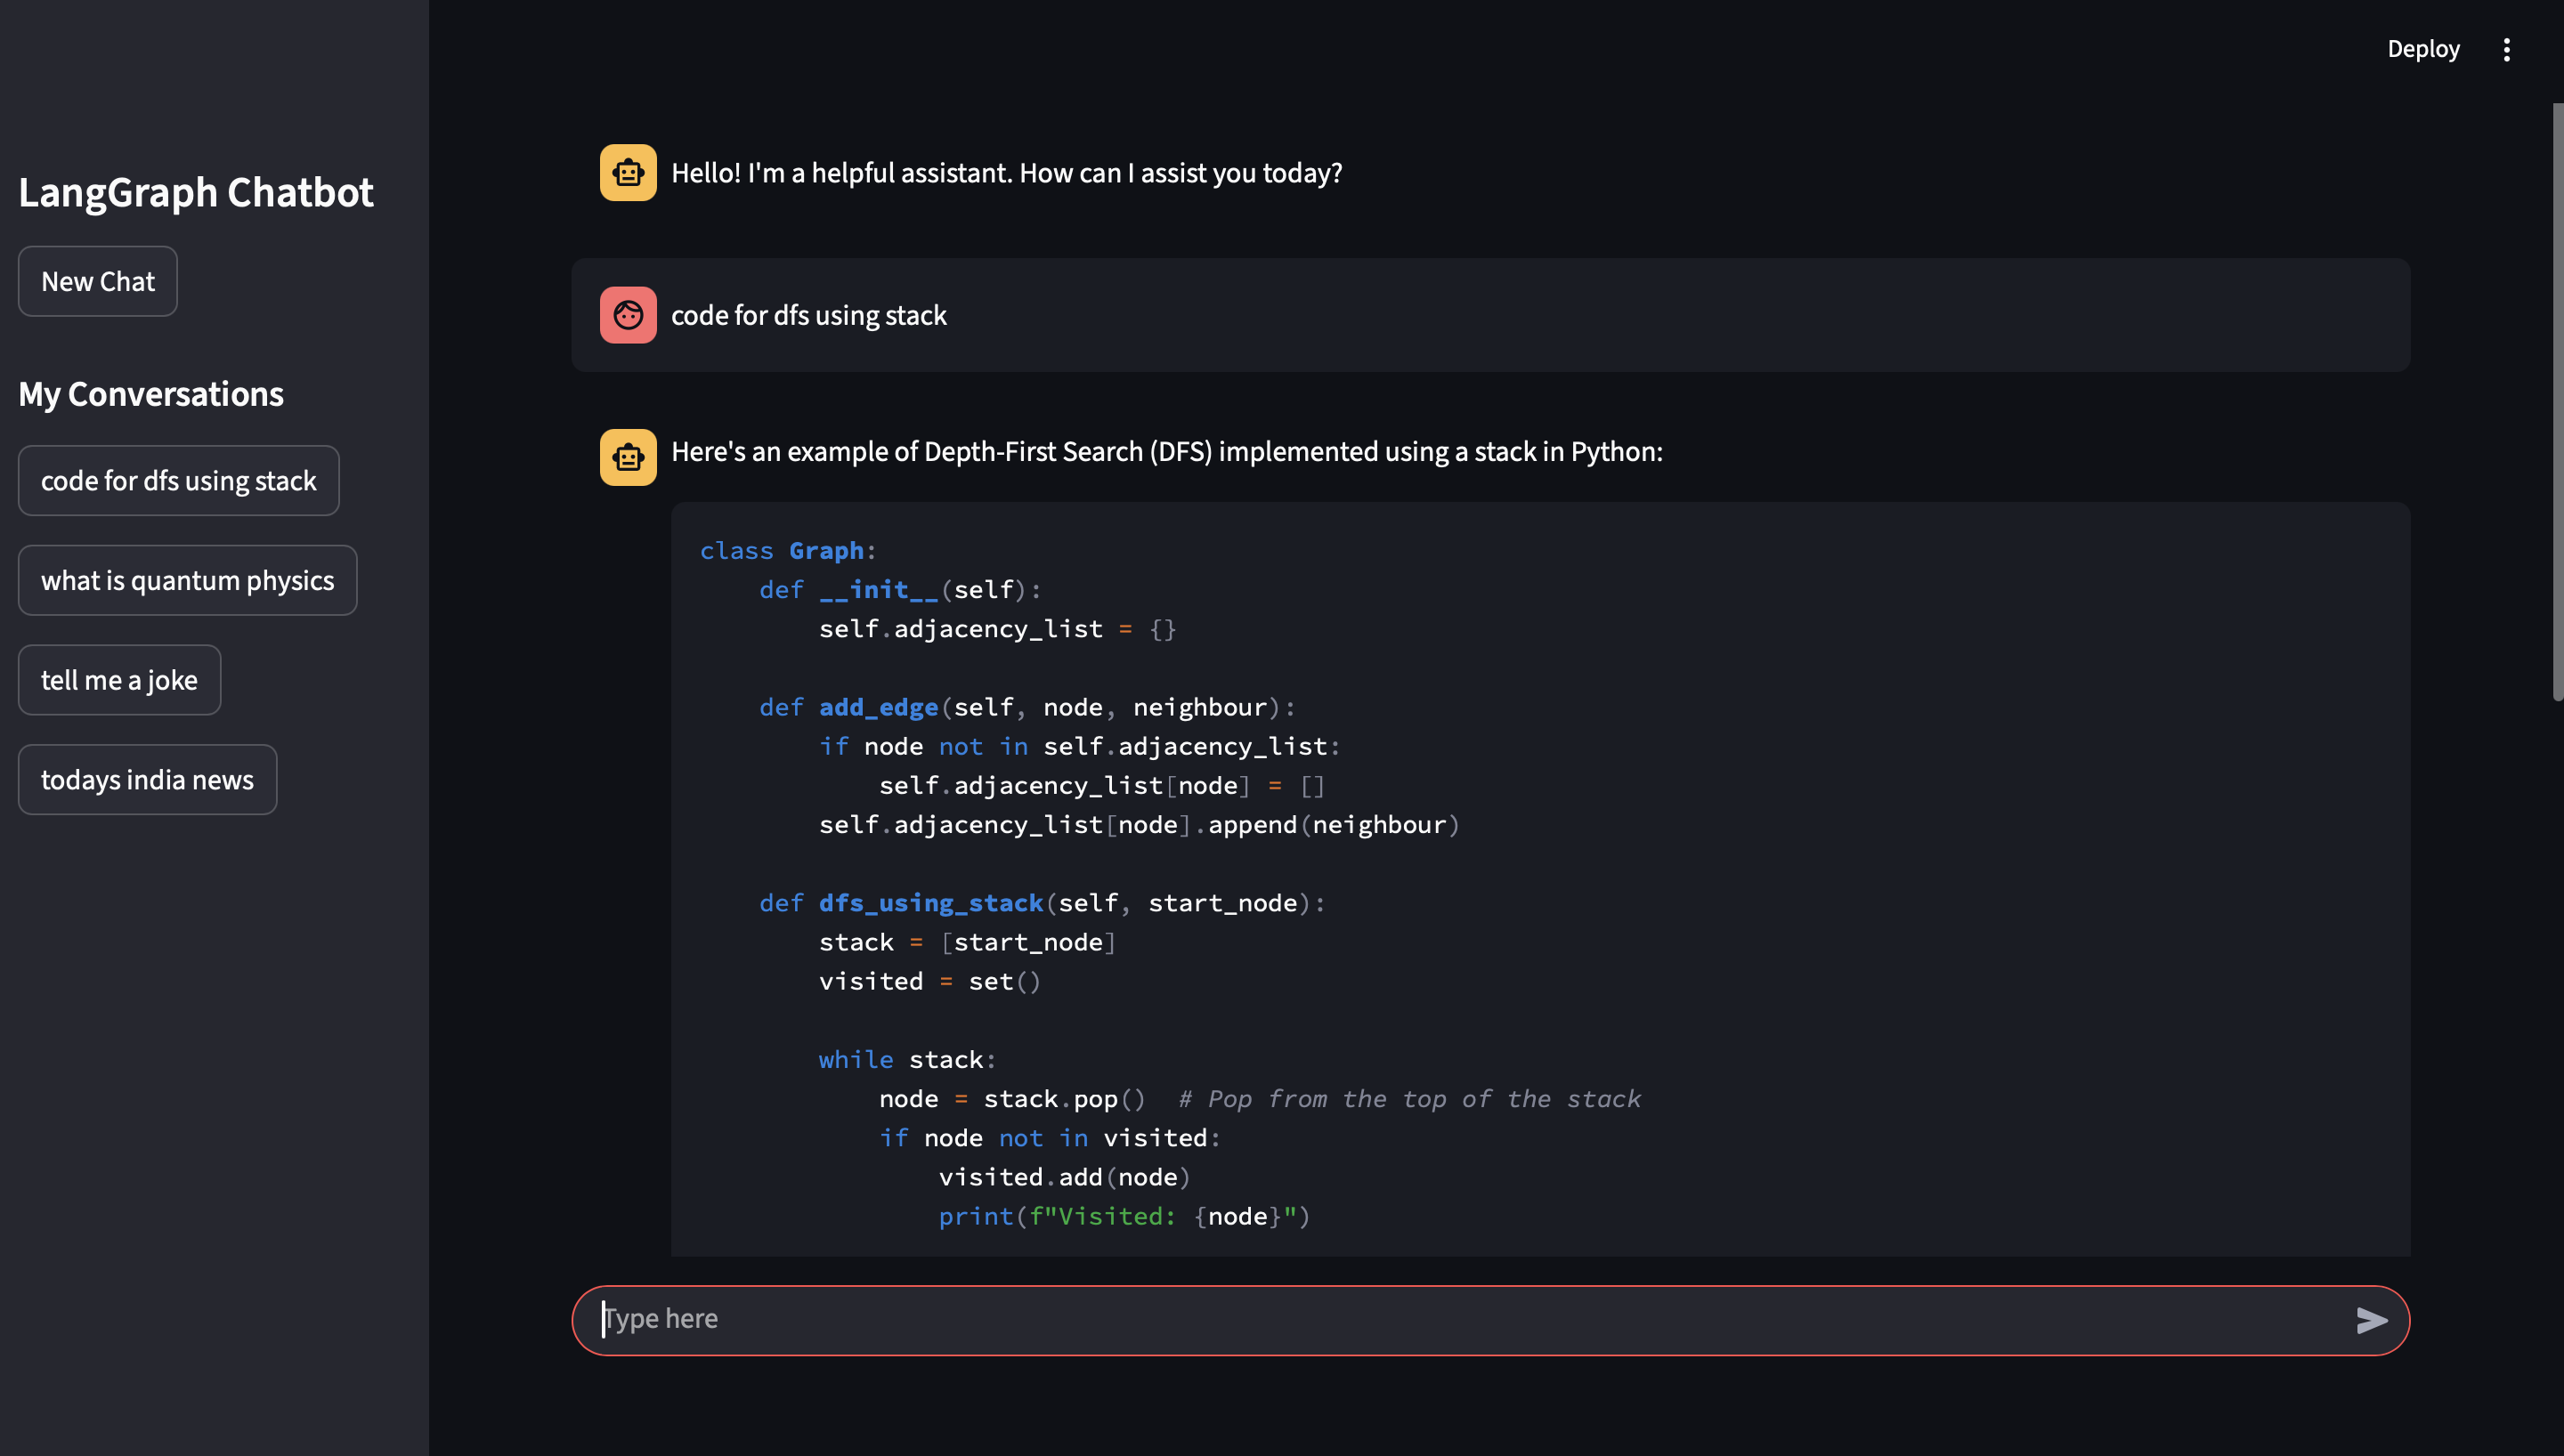 LangGraph Chatbot
New Chat
My Conversations
code for dfs using stack
what is quantum physics
tell me a joke
todays india news
Deploy
Hello! I'm a helpful assistant. How can I assist you today?
code for dfs using stack
Here's an example of Depth-First Search (DFS) implemented using a stack in Python:
class Graph:
    def __init__(self):
        self.adjacency_list = {}
    def add_edge(self, node, neighbour):
        if node not in self.adjacency_list:
            self.adjacency_list[node] = []
        self.adjacency_list[node].append(neighbour)
    def dfs_using_stack(self, start_node):
        stack = [start_node]
        visited = set()
        while stack:
            node = stack.pop()  # Pop from the top of the stack
            if node not in visited:
                visited.add(node)
                print(f"Visited: {node}")
Type here